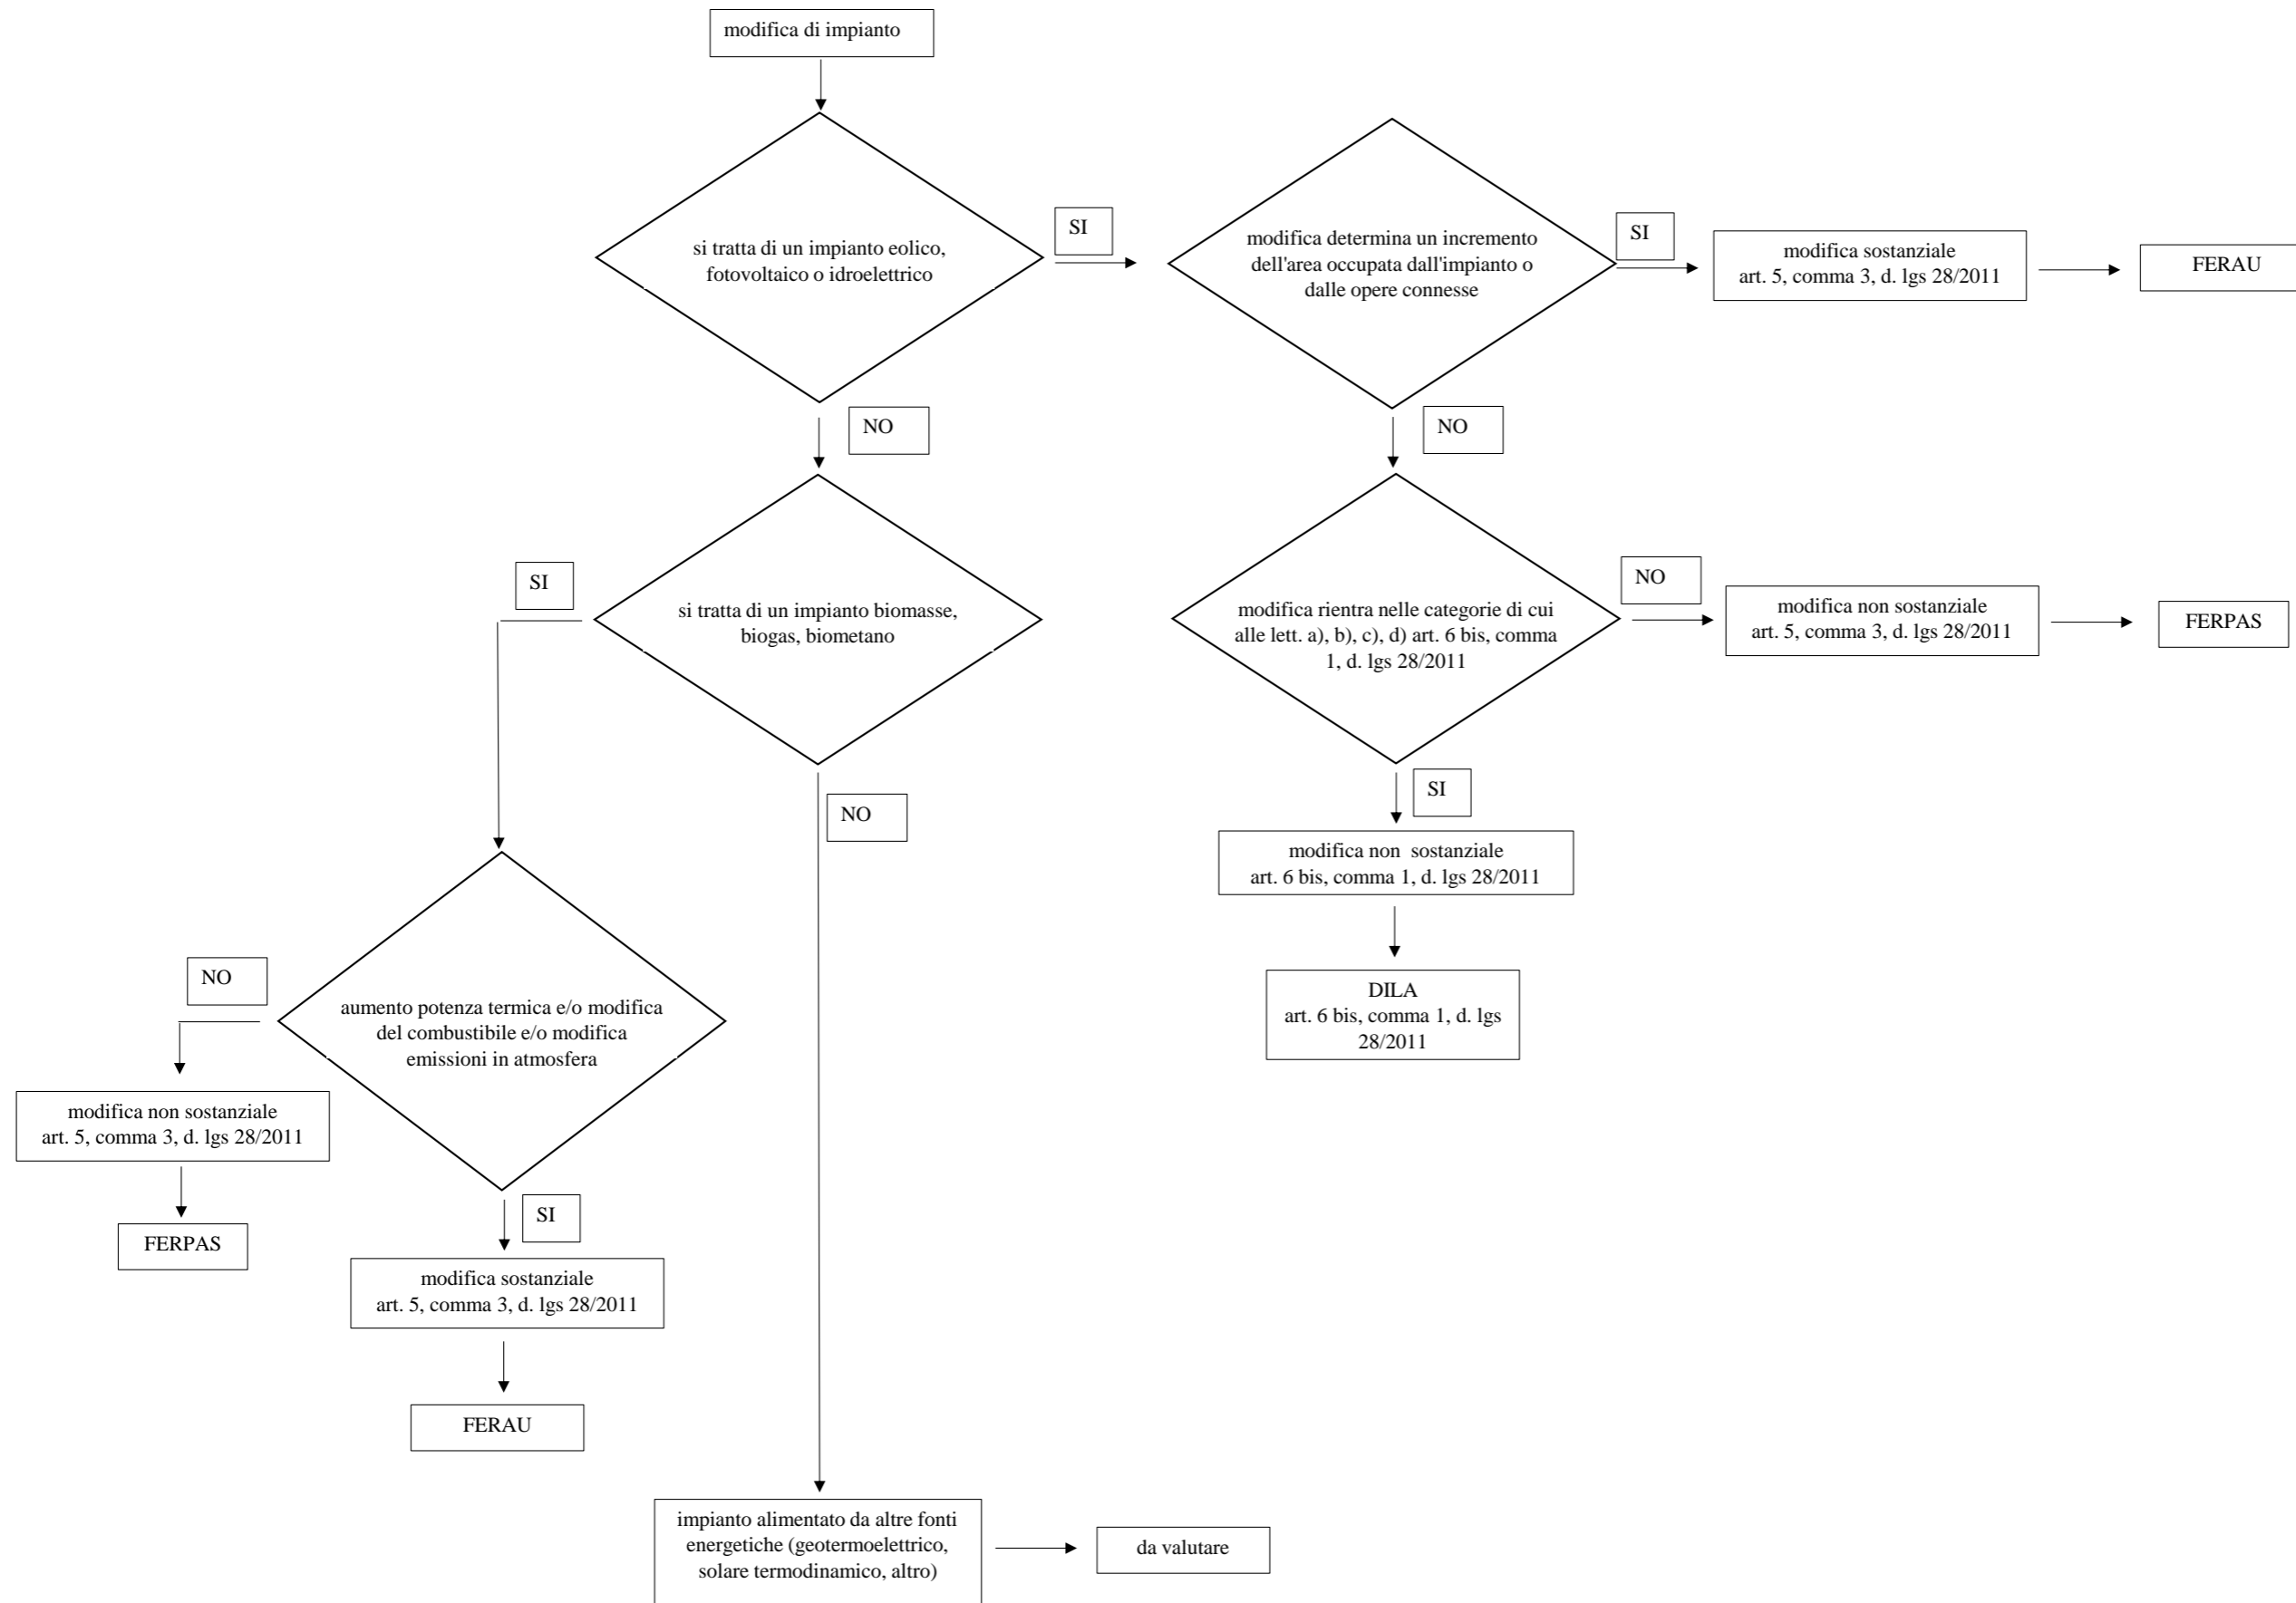 modifica di impianto
si tratta di un impianto eolico,
fotovoltaico o idroelettrico
SI
modifica determina un incremento
dell'area occupata dall'impianto o
dalle opere connesse
SI
modifica sostanziale
art. 5, comma 3, d. lgs 28/2011
FERAU
NO
NO
si tratta di un impianto biomasse,
biogas, biometano
SI
modifica rientra nelle categorie di cui
alle lett. a), b), c), d) art. 6 bis, comma
1, d. lgs 28/2011
NO
modifica non sostanziale
art. 5, comma 3, d. lgs 28/2011
FERPAS
NO
SI
modifica non  sostanziale
art. 6 bis, comma 1, d. lgs 28/2011
DILA
art. 6 bis, comma 1, d. lgs
28/2011
aumento potenza termica e/o modifica
del combustibile e/o modifica
emissioni in atmosfera
NO
modifica non sostanziale
art. 5, comma 3, d. lgs 28/2011
FERPAS
SI
modifica sostanziale
art. 5, comma 3, d. lgs 28/2011
FERAU
impianto alimentato da altre fonti
energetiche (geotermoelettrico,
solare termodinamico, altro)
da valutare